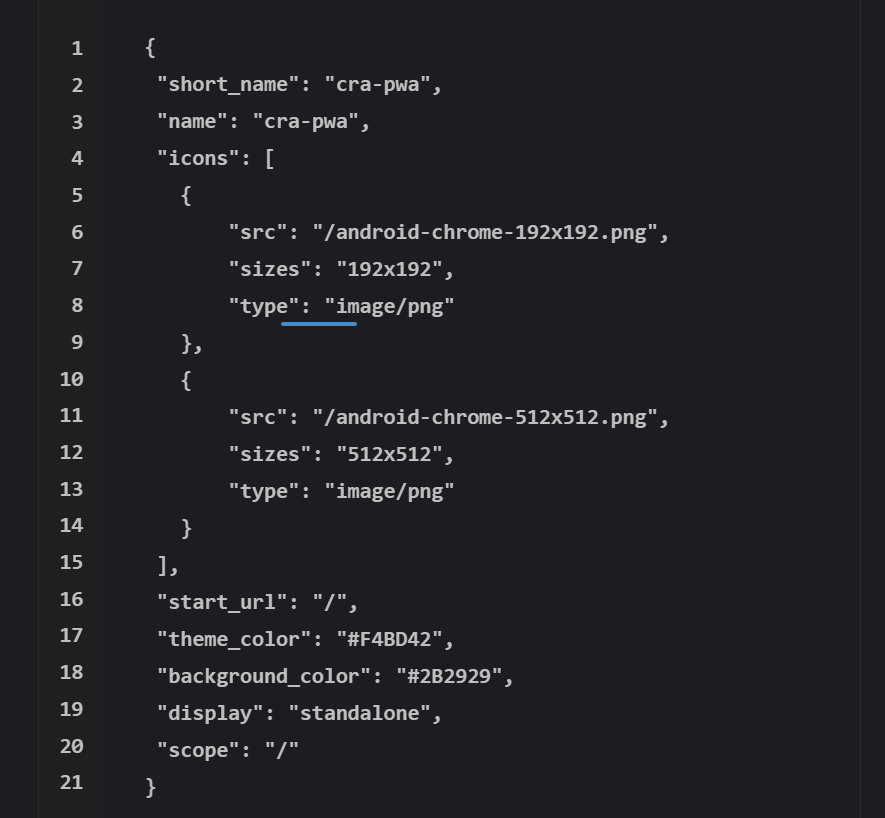 1 {
2 "short_name": "cra-pwa",
3 "name": "cra-pwa",
4 "icons": [
5 {
6 "src": "/android-chrome-192x192.png",
7 "sizes": "192x192",
8 "type": "image/png"
9 },
10 {
11 "src": "/android-chrome-512x512.png",
12 "sizes": "512x512",
13 "type": "image/png"
14 }
15 ],
16 "start_url": "/",
17 "theme_color": "#F4BD42",
18 "background_color": "#2B2929",
19 "display": "standalone",
20 "scope": "/"
21 }